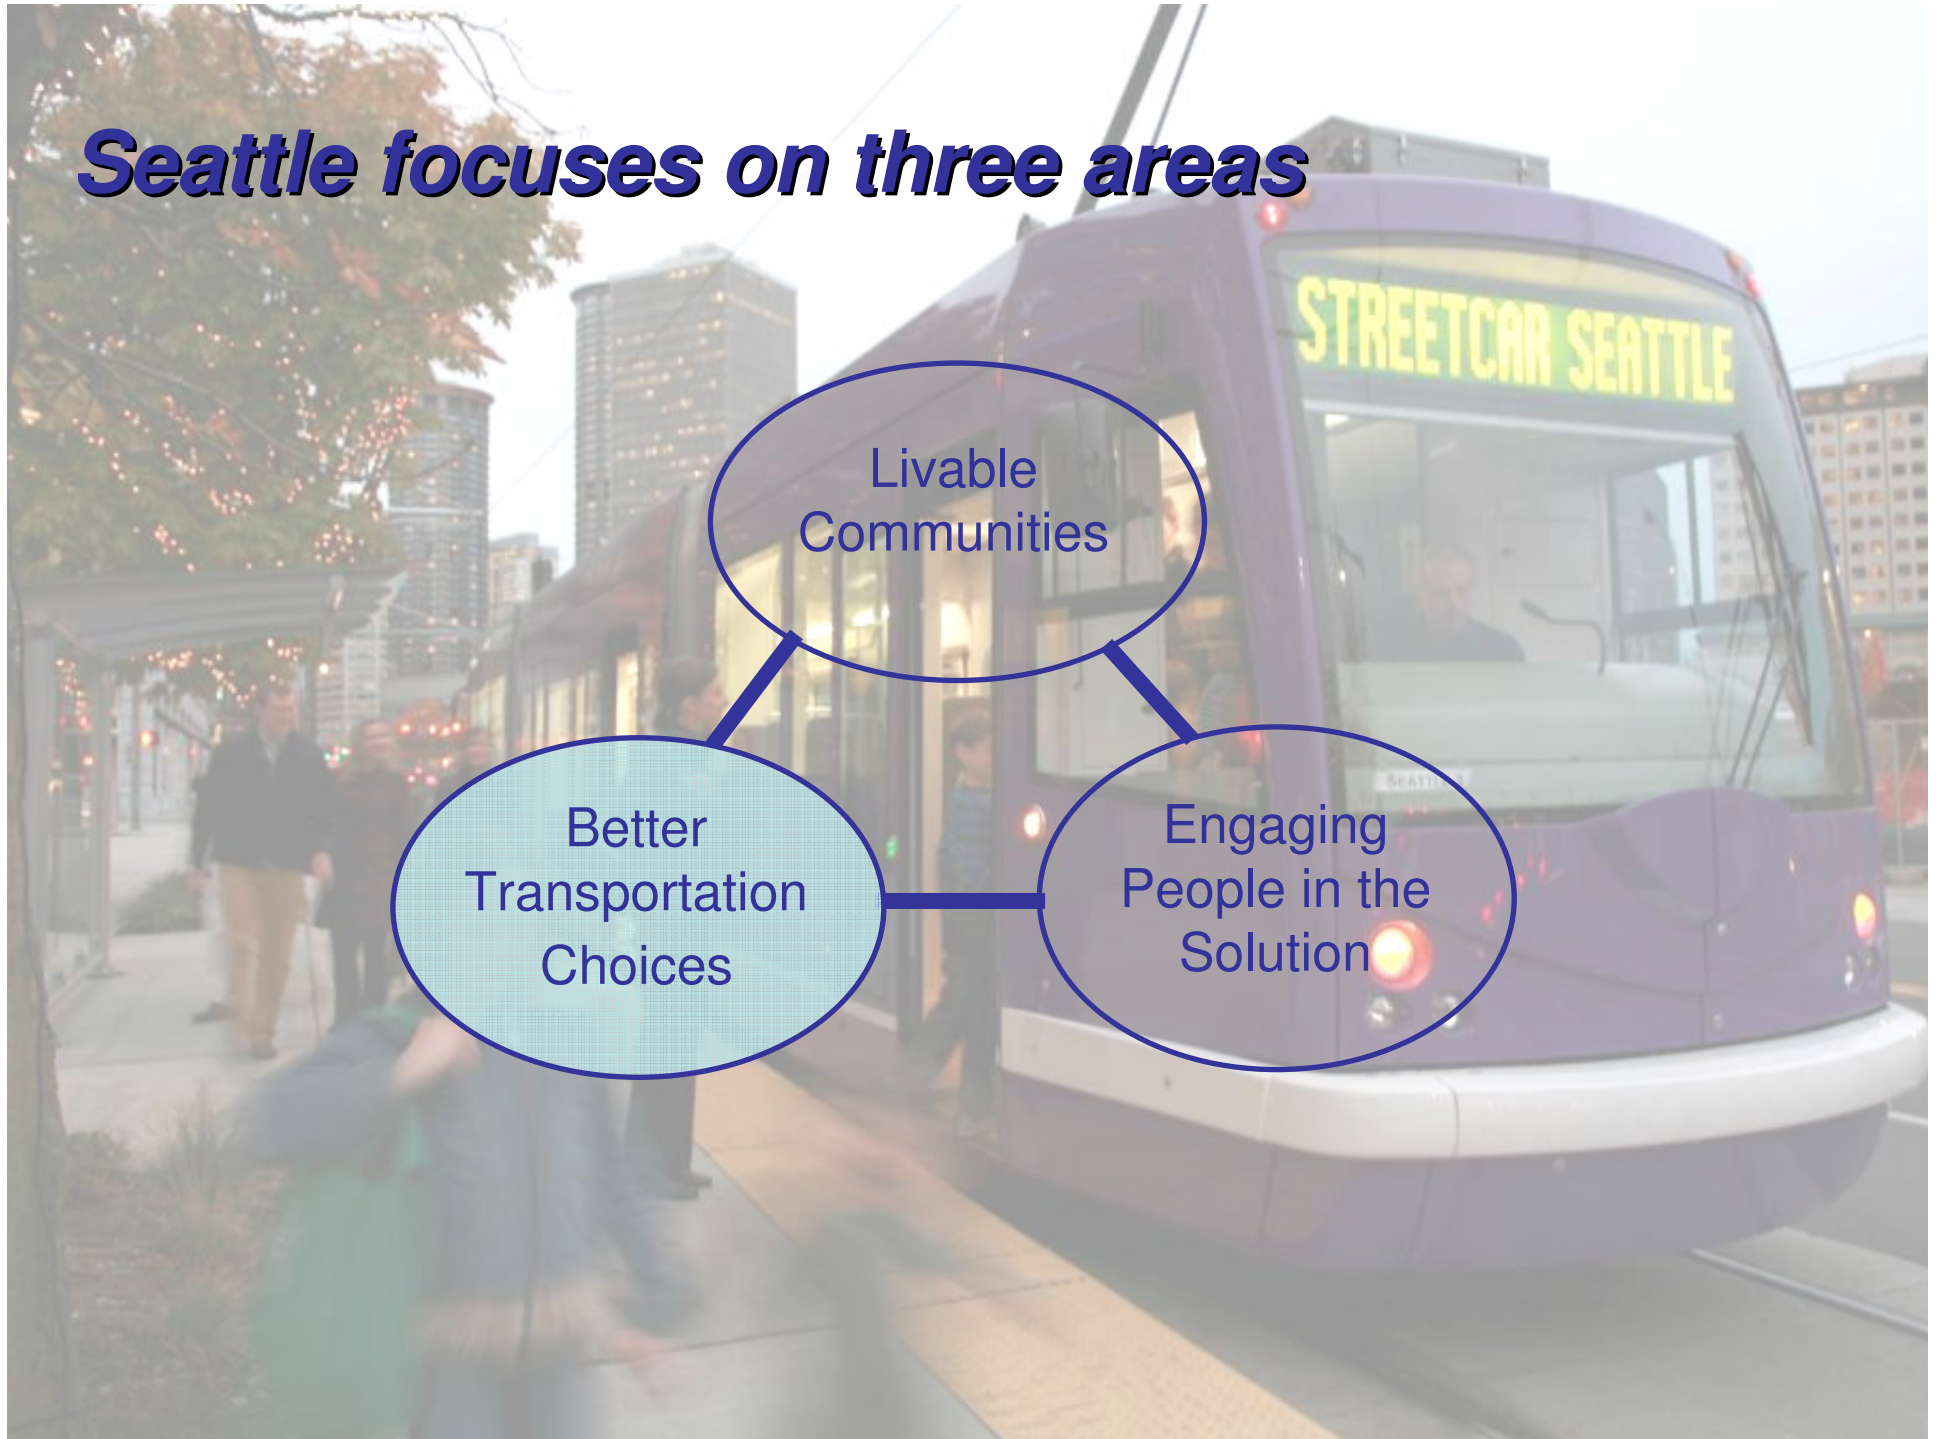 Seattle focuses on three areas
STREETCAR SEATTLE
Livable
Communities
Better
Transportation
Choices
Engaging
People in the
Solution